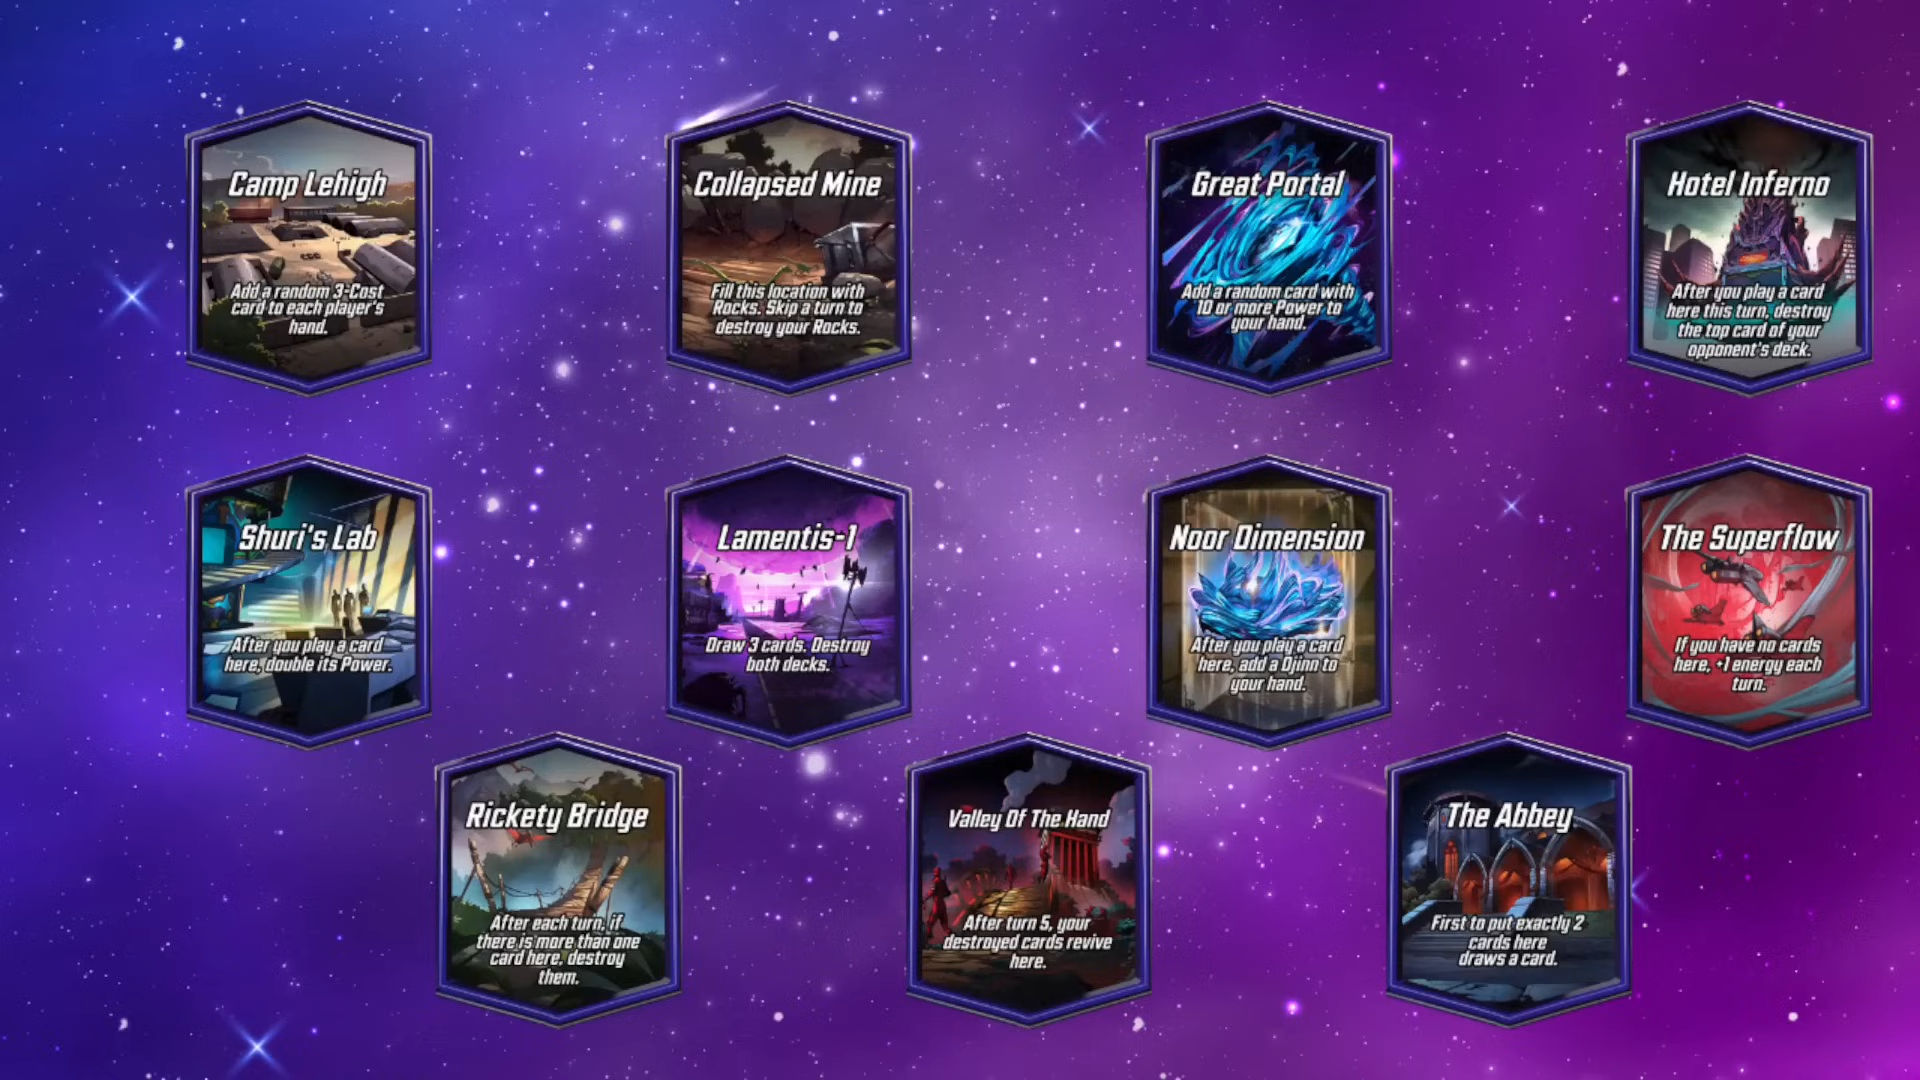 Camp Lehigh
Add a random 3-Cost
card to each player's
hand.
Collapsed Mine
Fill this location with
Rocks. Skip a turn to
destroy your Rocks.
Great Portal
Add a random card with
10 or more Power to
your hand.
Hotel Inferno
After you play a card
here this turn, destroy
the top card of your
opponent's deck.
Shuri's Lab
After you play a card
here, double its Power.
Lamentis-1
Draw 3 cards. Destroy
both decks.
Noor Dimension
After you play a card
here, add a Djinn to
your hand.
The Superflow
If you have no cards
here, +1 energy each
turn.
Rickety Bridge
After each turn, if
there is more than one
card here, destroy
them.
Valley Of The Hand
After turn 5, your
destroyed cards revive
here.
The Abbey
First to put exactly 2
cards here
draws a card.